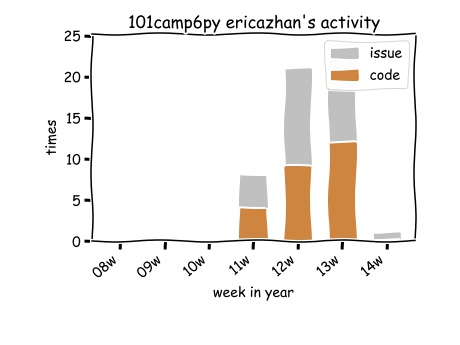 101camp6py ericazhan's activity
issue
code
25
20
15
10
5
0
times
08w
09w
10w
11w
12w
13w
14w
week in year